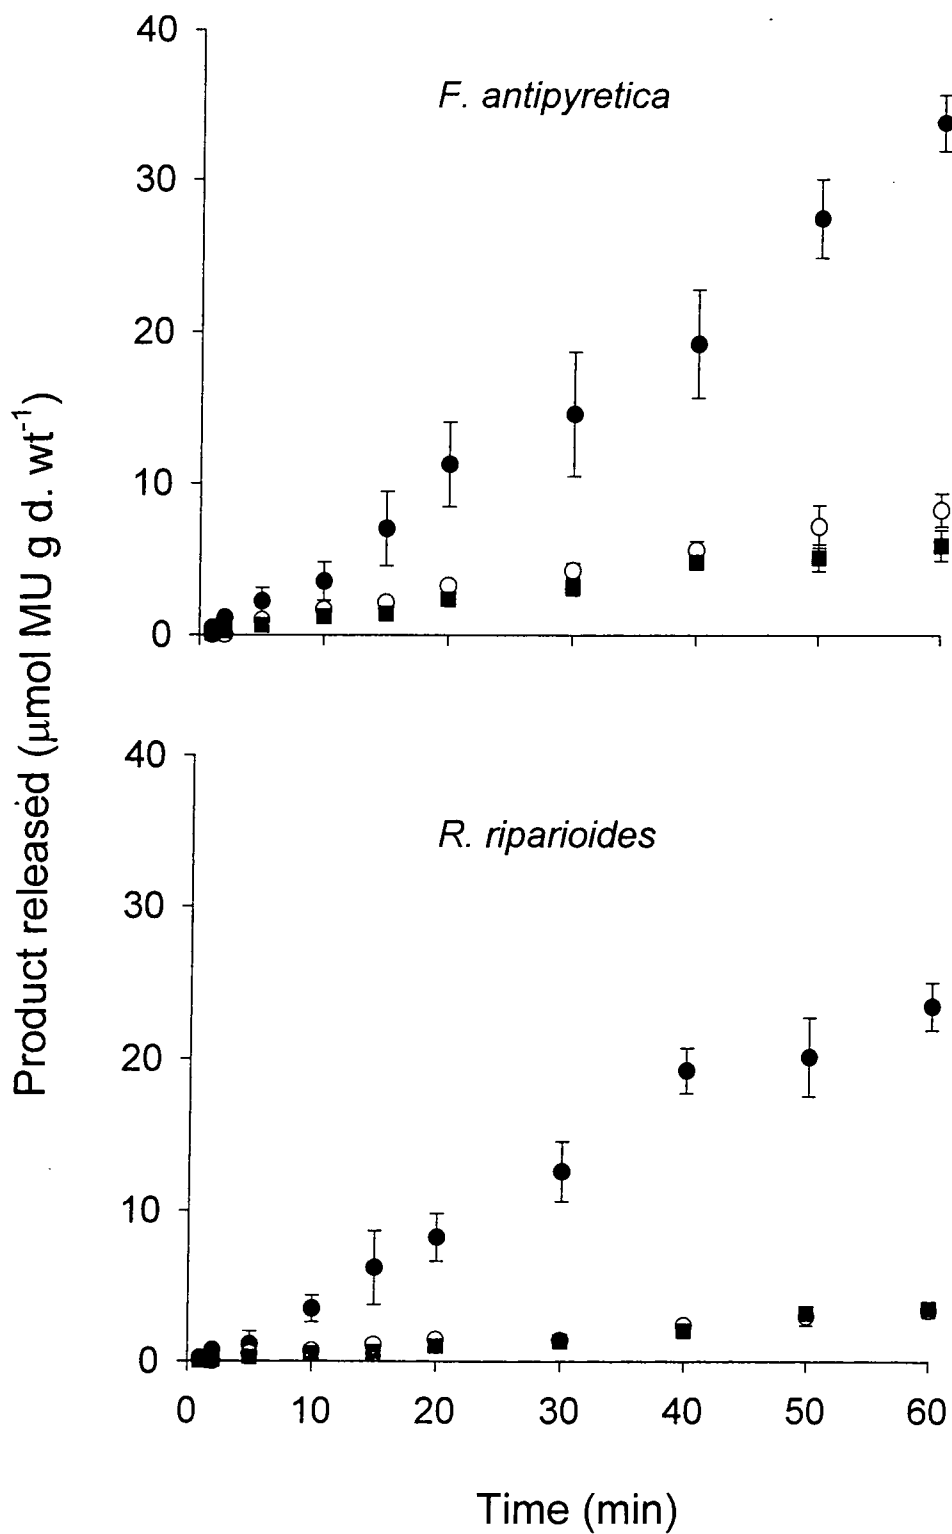 40
F. antipyretica
30
20
10
0
Product released (μmol MU g d. wt⁻¹)
40
R. riparioides
30
20
10
0
0 10 20 30 40 50 60
Time (min)